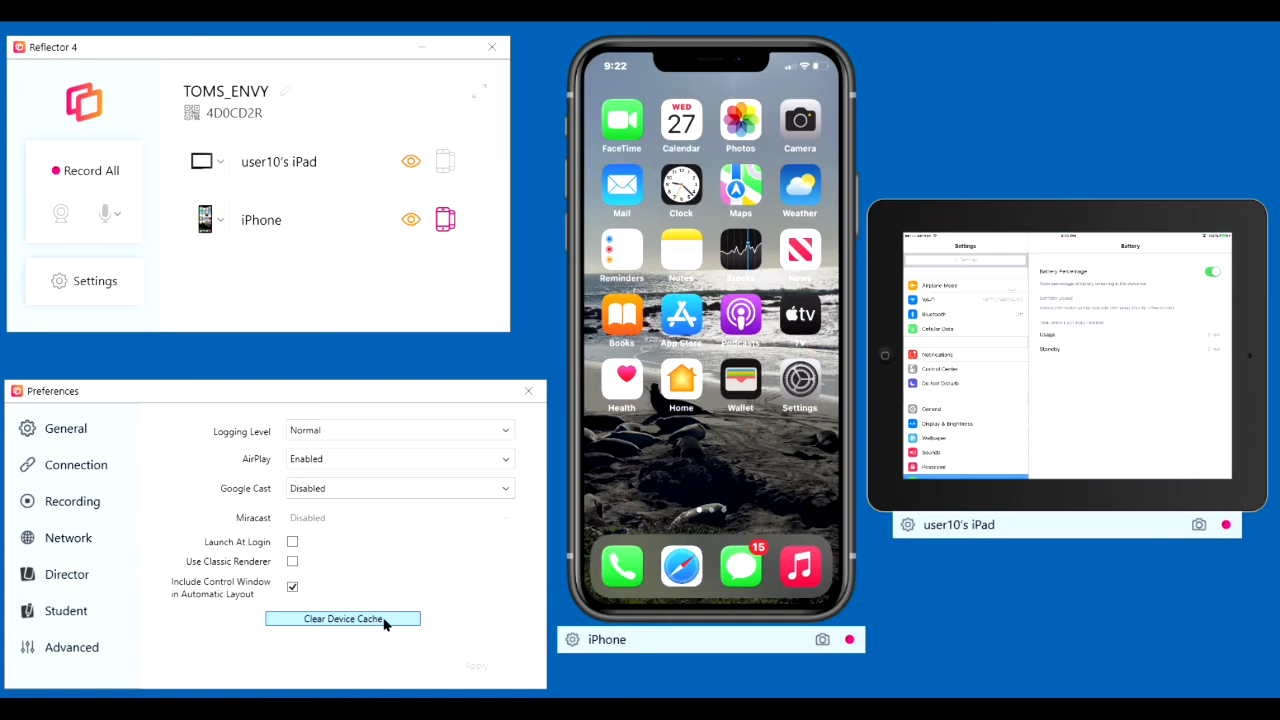 Reflector 4
TOMS_ENVY
4D0CD2R
Record All
user10's iPad
iPhone
Settings
Preferences
General
Connection
Recording
Network
Director
Student
Advanced
Logging Level
Normal
AirPlay
Enabled
Google Cast
Disabled
Miracast
Disabled
Launch At Login
Use Classic Renderer
Include Control Window
in Automatic Layout
Clear Device Cache
Apply
9:22
WED
27
FaceTime
Calendar
Photos
Camera
Mail
Clock
Maps
Weather
Reminders
Notes
Stocks
News
Books
App Store
Podcasts
tv
TV
Health
Home
Wallet
Settings
15
iPhone
Settings
Battery
Airplane Mode
Wi-Fi
Bluetooth
Cellular Data
Notifications
Control Center
Do Not Disturb
General
Display & Brightness
Wallpaper
Sounds
Passcode
Battery Percentage
Usage
Standby
user10's iPad